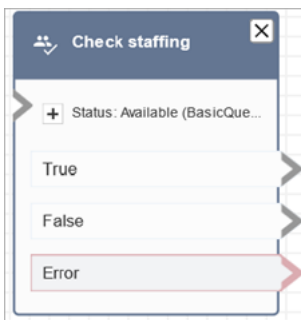 Check staffing
Status: Available (BasicQue...
True
False
Error